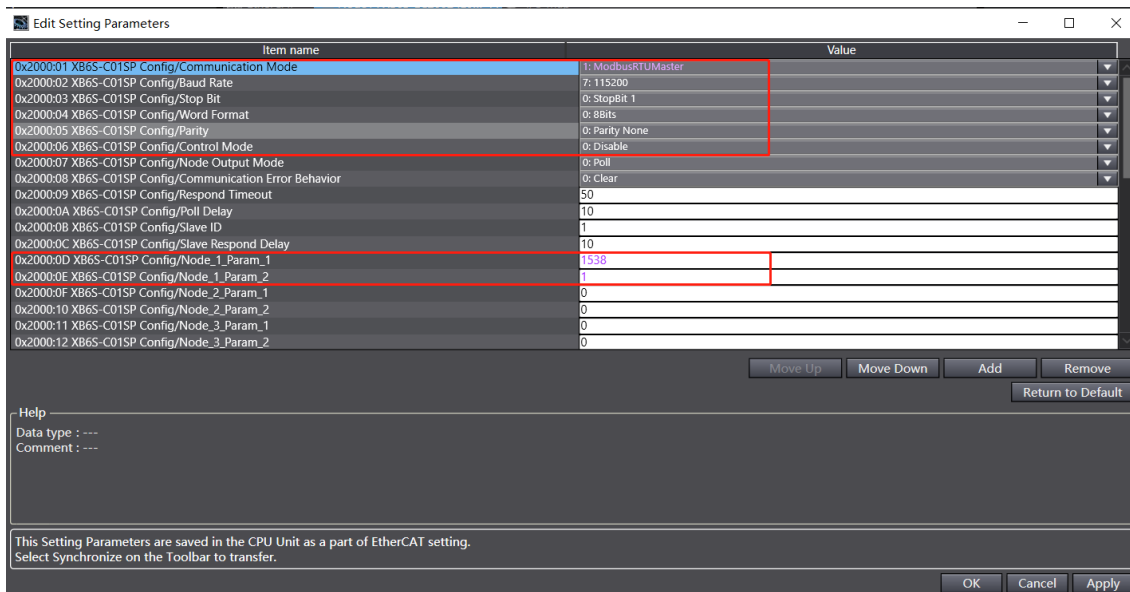 Edit Setting Parameters
Item name Value
0x2000:01 XB6S-C01SP Config/Communication Mode 1: ModbusRTUMaster
0x2000:02 XB6S-C01SP Config/Baud Rate 7: 115200
0x2000:03 XB6S-C01SP Config/Stop Bit 0: StopBit 1
0x2000:04 XB6S-C01SP Config/Word Format 0: 8Bits
0x2000:05 XB6S-C01SP Config/Parity 0: Parity None
0x2000:06 XB6S-C01SP Config/Control Mode 0: Disable
0x2000:07 XB6S-C01SP Config/Node Output Mode 0: Poll
0x2000:08 XB6S-C01SP Config/Communication Error Behavior 0: Clear
0x2000:09 XB6S-C01SP Config/Respond Timeout 50
0x2000:0A XB6S-C01SP Config/Poll Delay 10
0x2000:0B XB6S-C01SP Config/Slave ID 1
0x2000:0C XB6S-C01SP Config/Slave Respond Delay 10
0x2000:0D XB6S-C01SP Config/Node_1_Param_1 1538
0x2000:0E XB6S-C01SP Config/Node_1_Param_2 1
0x2000:0F XB6S-C01SP Config/Node_2_Param_1 0
0x2000:10 XB6S-C01SP Config/Node_2_Param_2 0
0x2000:11 XB6S-C01SP Config/Node_3_Param_1 0
0x2000:12 XB6S-C01SP Config/Node_3_Param_2 0
Move Up Move Down Add Remove
Return to Default
Help
Data type : ---
Comment : ---
This Setting Parameters are saved in the CPU Unit as a part of EtherCAT setting.
Select Synchronize on the Toolbar to transfer.
OK Cancel Apply